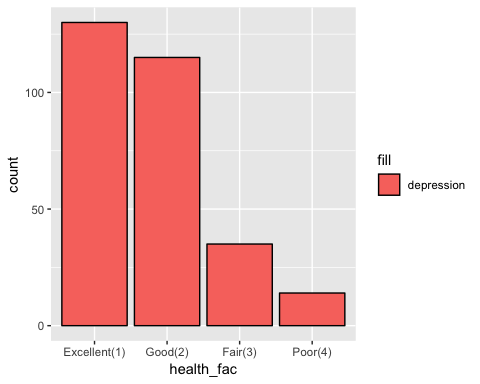 count
100
50
0
Excellent(1) Good(2) Fair(3) Poor(4)
health_fac
fill
depression